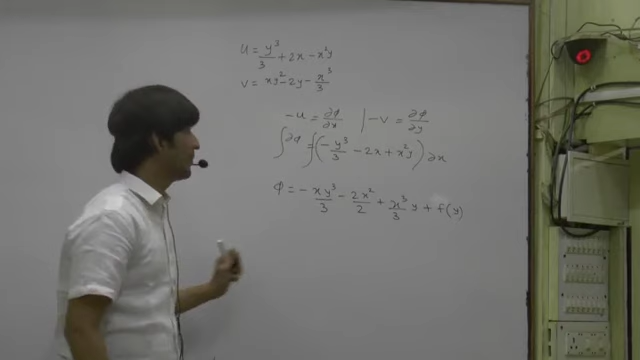 u = y³/3 + 2x - x²y
v = xy² - 2y - x³/3
-u = ∂ϕ/∂x | -v = ∂ϕ/∂y
∫∂ϕ = ∫(-y³/3 - 2x + x²y) ∂x
ϕ = - xy³/3 - 2x²/2 + x³/3 y + f(y)